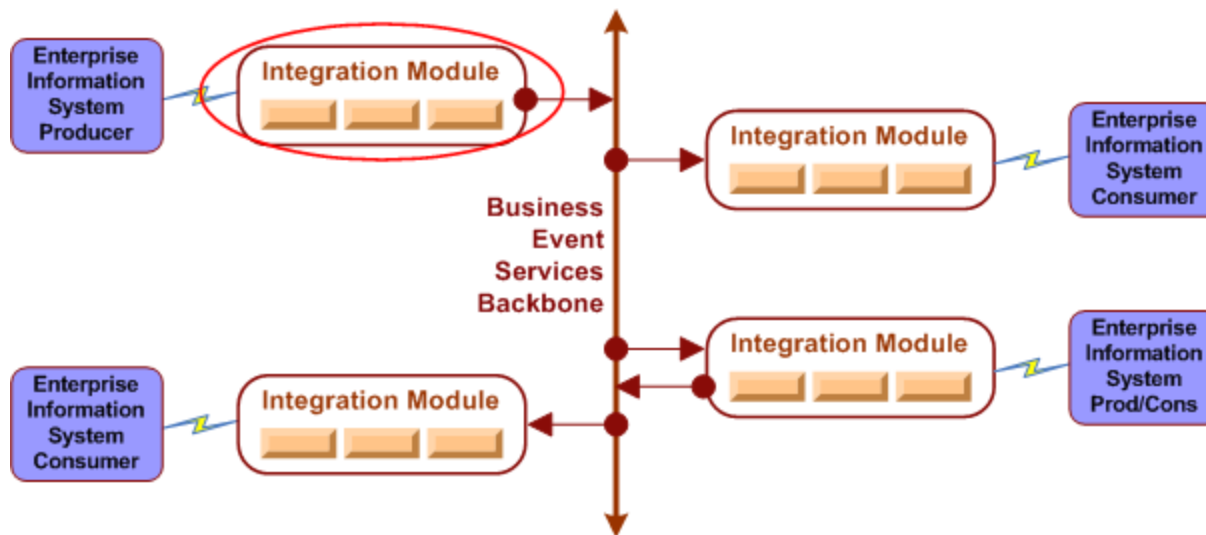 Enterprise
Information
System
Producer
Integration Module
Integration Module
Enterprise
Information
System
Consumer
Business
Event
Services
Backbone
Integration Module
Enterprise
Information
System
Prod/Cons
Enterprise
Information
System
Consumer
Integration Module